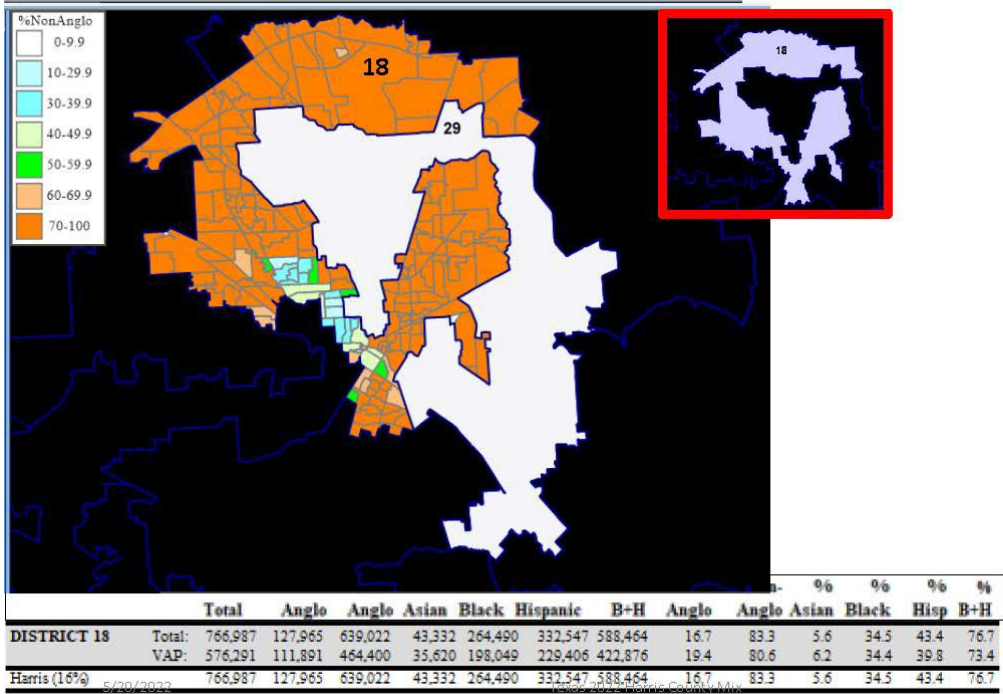 %NonAnglo
0-9.9
10-29.9
30-39.9
40-49.9
50-59.9
60-69.9
70-100
18
29
18
n- % % % %
Total Anglo Anglo Asian Black Hispanic B+H Anglo Anglo Asian Black Hisp B+H
DISTRICT 18 Total: 766,987 127,965 639,022 43,332 264,490 332,547 588,464 16.7 83.3 5.6 34.5 43.4 76.7
VAP: 576,291 111,891 464,400 35,620 198,049 229,406 422,876 19.4 80.6 6.2 34.4 39.8 73.4
Harris (16%) 766,987 127,965 639,022 43,332 264,490 332,547 588,464 16.7 83.3 5.6 34.5 43.4 76.7
5/20/2022 Texas 2022 Harris County Mix